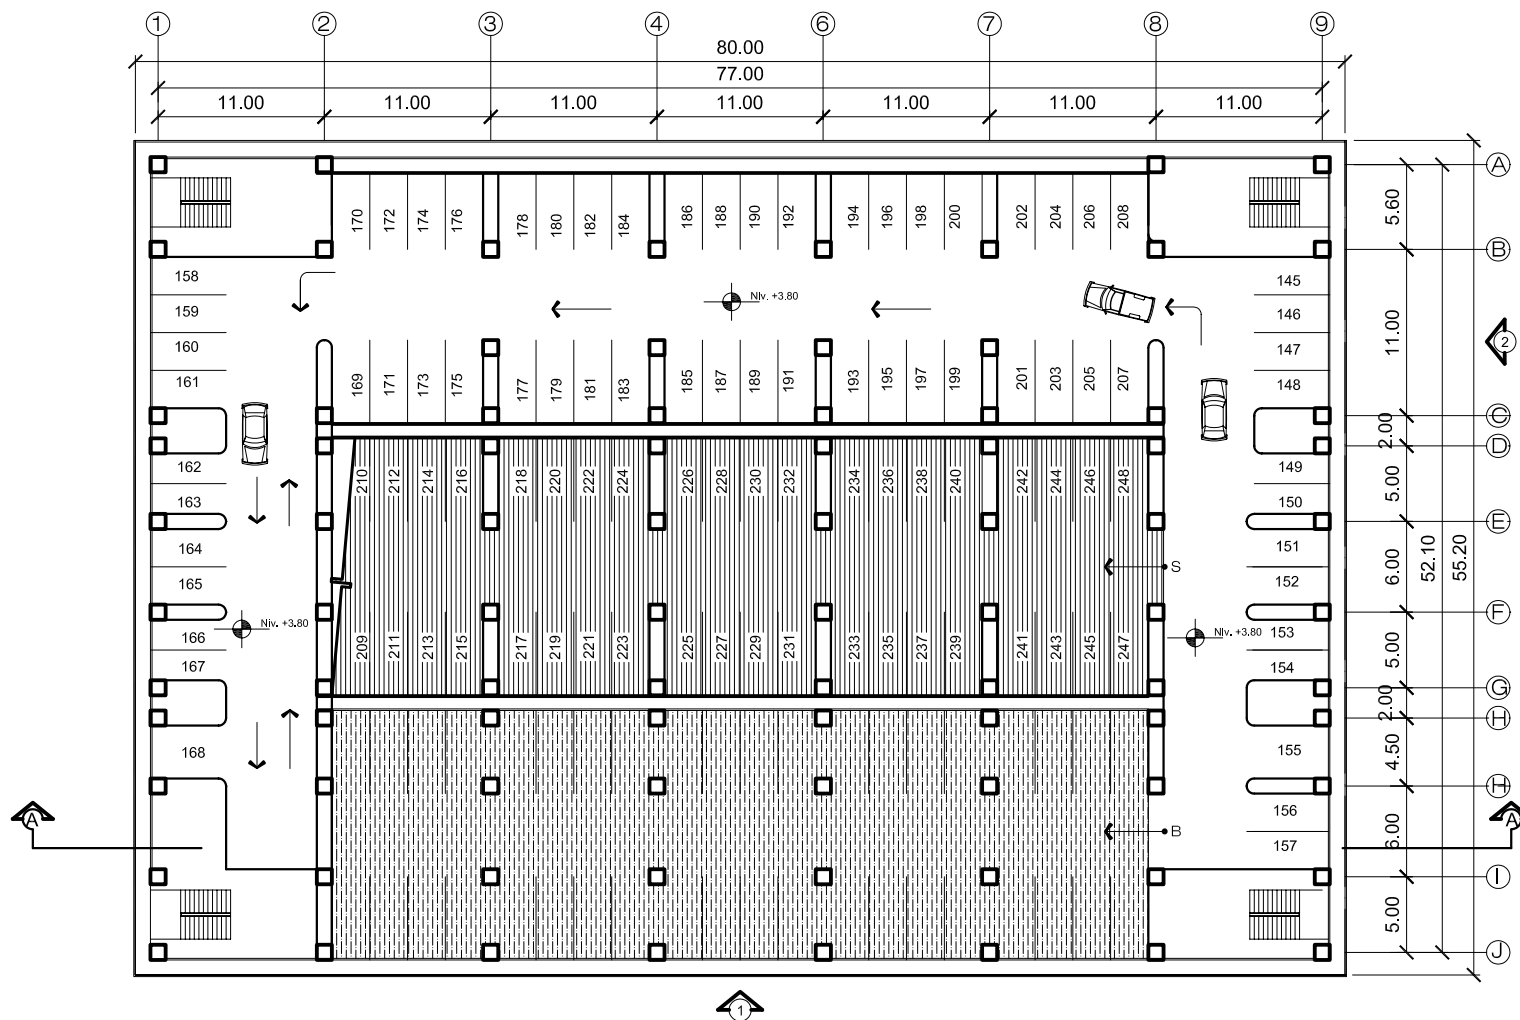 1 2 3 4 6 7 8 9
80.00
77.00
11.00 11.00 11.00 11.00 11.00 11.00 11.00
A
170 172 174 176 178 180 182 184 186 188 190 192 194 196 198 200 202 204 206 208
5.60
B
158 145
159 146
Nlv. +3.80
160 147
161 148
11.00
2
169 171 173 175 177 179 181 183 185 187 189 191 193 195 197 199 201 203 205 207
C
2.00
D
162 149
163 150
5.00
210 212 214 216 218 220 222 224 226 228 230 232 234 236 238 240 242 244 246 248
E
164 151
165 152
S
6.00
52.10
55.20
F
Niv. +3.80
Nlv. +3.80
166 153
167 154
5.00
209 211 213 215 217 219 221 223 225 227 229 231 233 235 237 239 241 243 245 247
G
2.00
H
168 155
4.50
H
156
157
B
6.00
A A
I
5.00
J
1